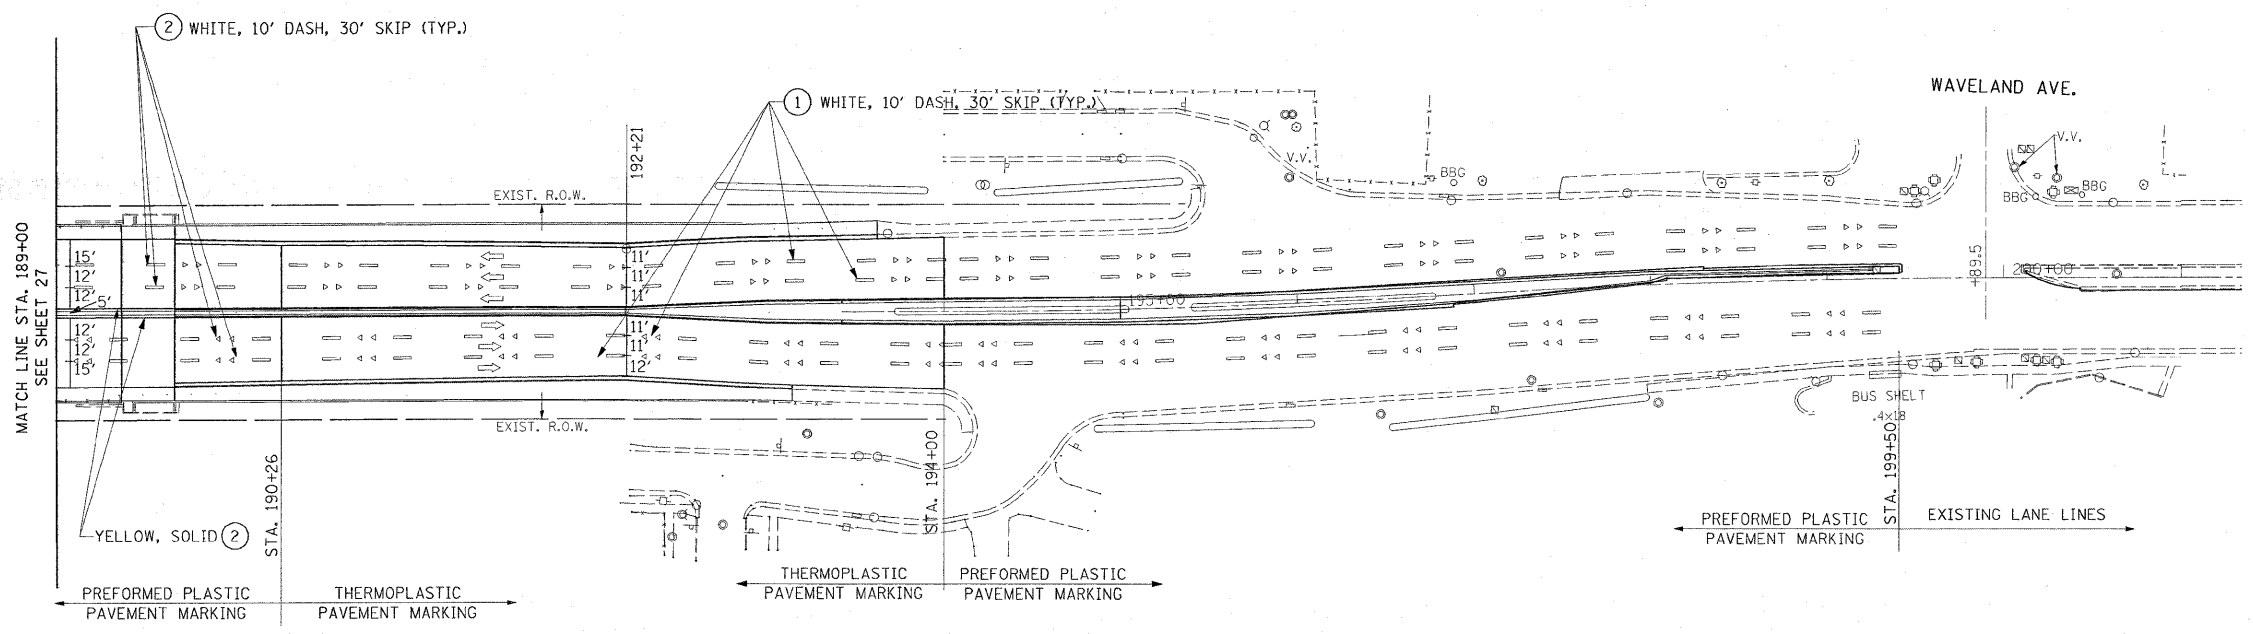 ② WHITE, 10' DASH, 30' SKIP (TYP.)
① WHITE, 10' DASH, 30' SKIP (TYP.)
WAVELAND AVE.
192+21
V.V.
V.V.
BBG
BBG
BBG
EXIST. R.O.W.
MATCH LINE STA. 189+00
SEE SHEET 27
15'
12'
12'
5'
12'
12'
15'
11'
11'
11'
11'
11'
12'
195+00
+89.5
200+00
EXIST. R.O.W.
BUS SHELT
.4x18
STA. 190+26
STA. 194+00
STA. 199+50
YELLOW, SOLID ②
PREFORMED PLASTIC
PAVEMENT MARKING
EXISTING LANE LINES
THERMOPLASTIC
PAVEMENT MARKING
PREFORMED PLASTIC
PAVEMENT MARKING
PREFORMED PLASTIC
PAVEMENT MARKING
THERMOPLASTIC
PAVEMENT MARKING